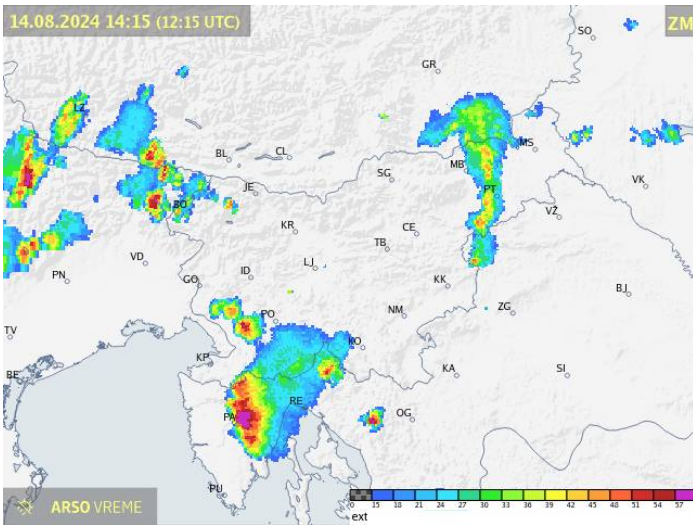 14.08.2024 14:15 (12:15 UTC)
ZM
SO
GR
LZ
MS
BL
CL
MB
SG
VK
JE
BO
PT
VŽ
KR
CE
TB
VD
LJ
ID
GO
KK
PN
BJ
NM
ZG
PO
TV
KO
KP
BE
KA
SI
RE
PA
OG
PU
ARSO VREME
0 15 18 21 24 27 30 33 36 39 42 45 48 51 54 57
ext